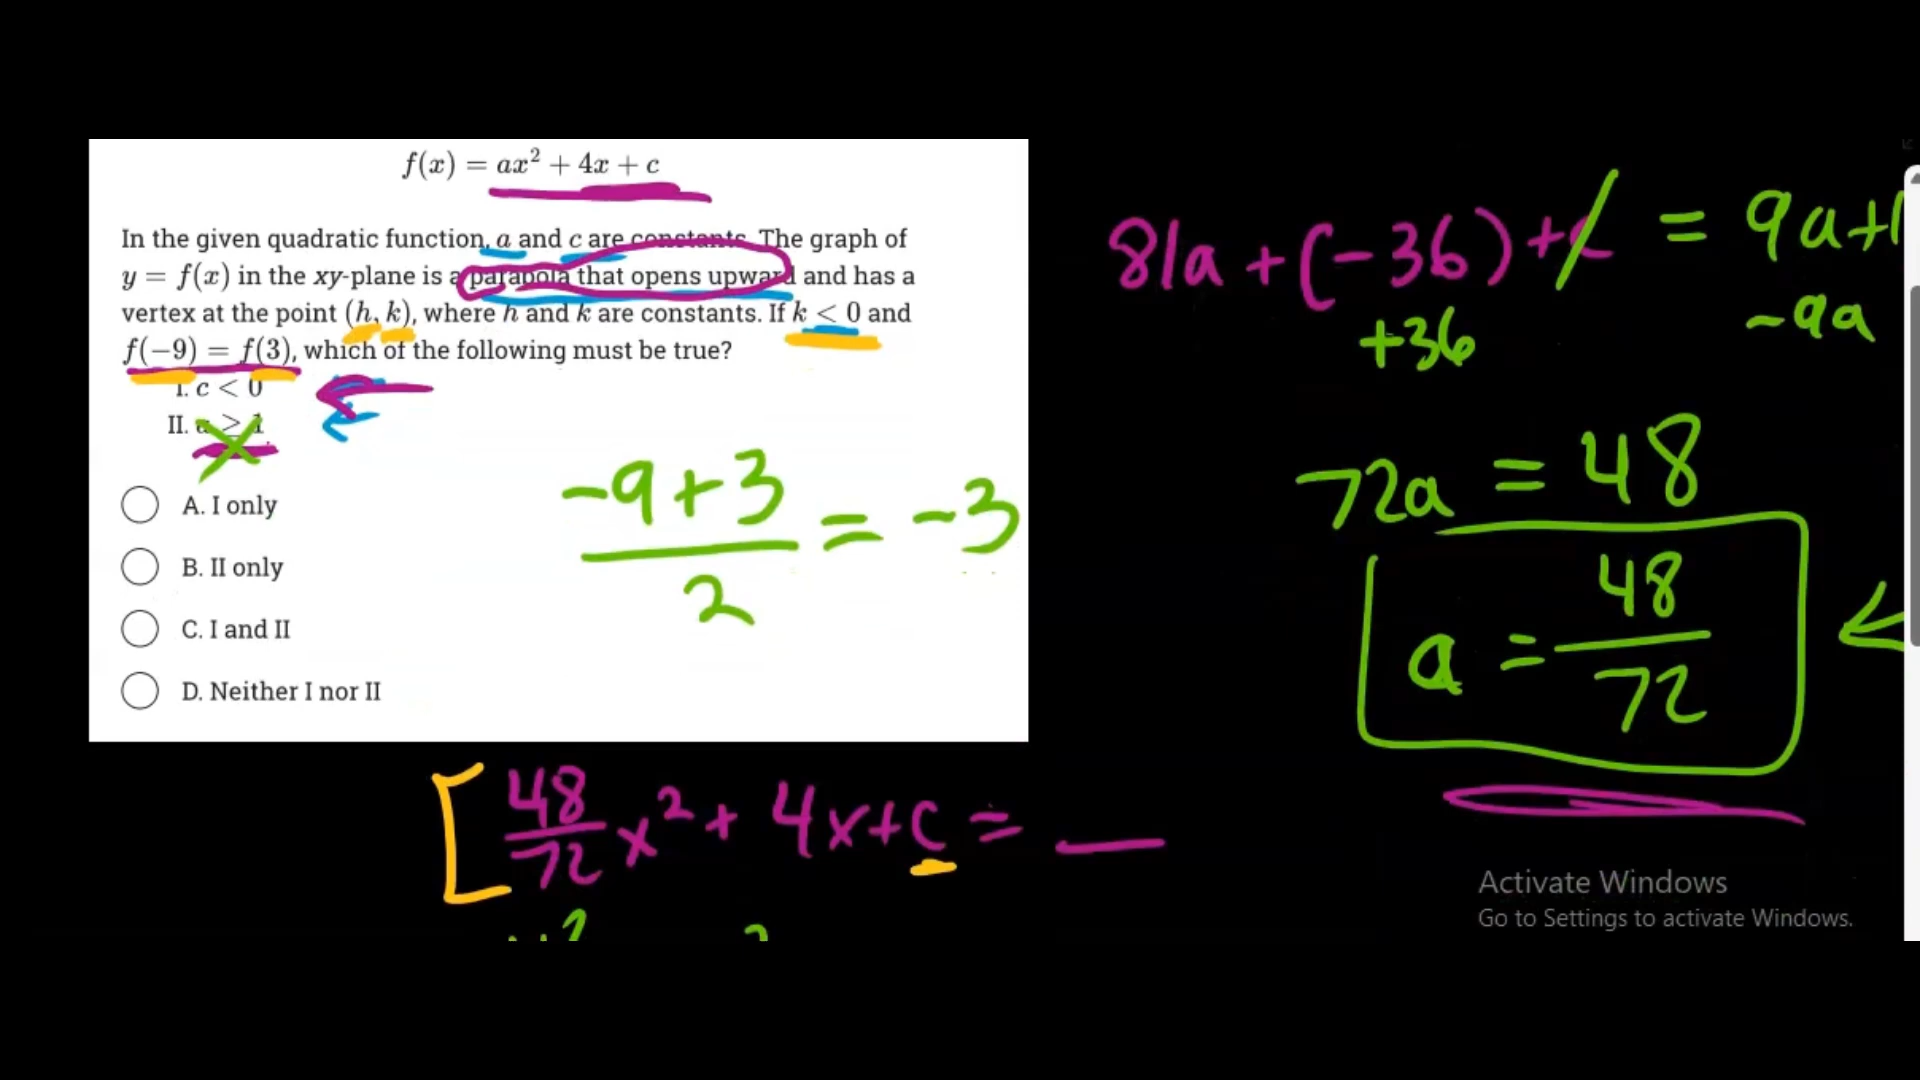 f(x) = ax² + 4x + c
In the given quadratic function, a and c are constants. The graph of
y = f(x) in the xy-plane is a parabola that opens upward and has a
vertex at the point (h, k), where h and k are constants. If k < 0 and
f(−9) = f(3), which of the following must be true?
I. c < 0
II. a ≥ 1
A. I only
B. II only
C. I and II
D. Neither I nor II
-9+3
2
= -3
81a + (-36) + c = 9a+
+36
-9a
72a = 48
a = 48
72
[ 48/72 x² + 4x + c =
Activate Windows
Go to Settings to activate Windows.